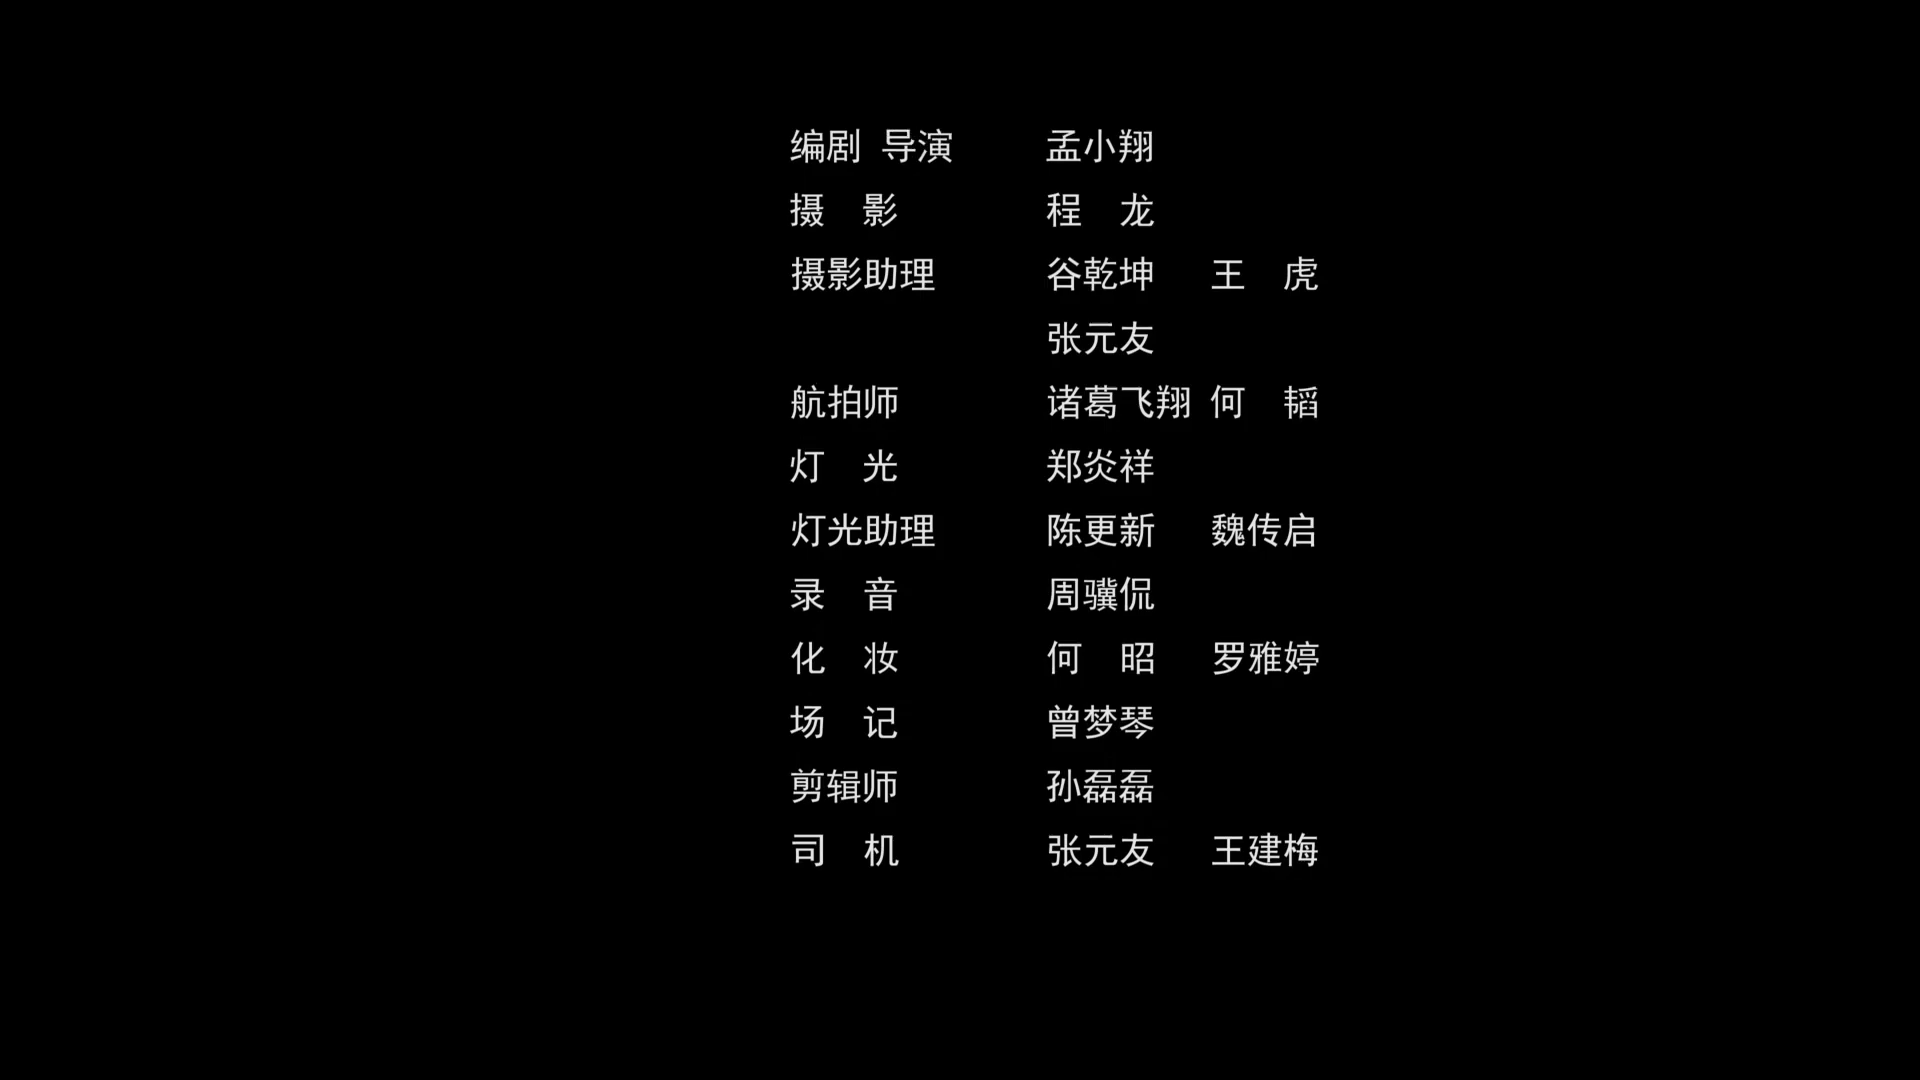 编剧 导演 孟小翔
摄 影 程 龙
摄影助理 谷乾坤 王 虎
张元友
航拍师 诸葛飞翔 何 韬
灯 光 郑炎祥
灯光助理 陈更新 魏传启
录 音 周骥侃
化 妆 何 昭 罗雅婷
场 记 曾梦琴
剪辑师 孙磊磊
司 机 张元友 王建梅